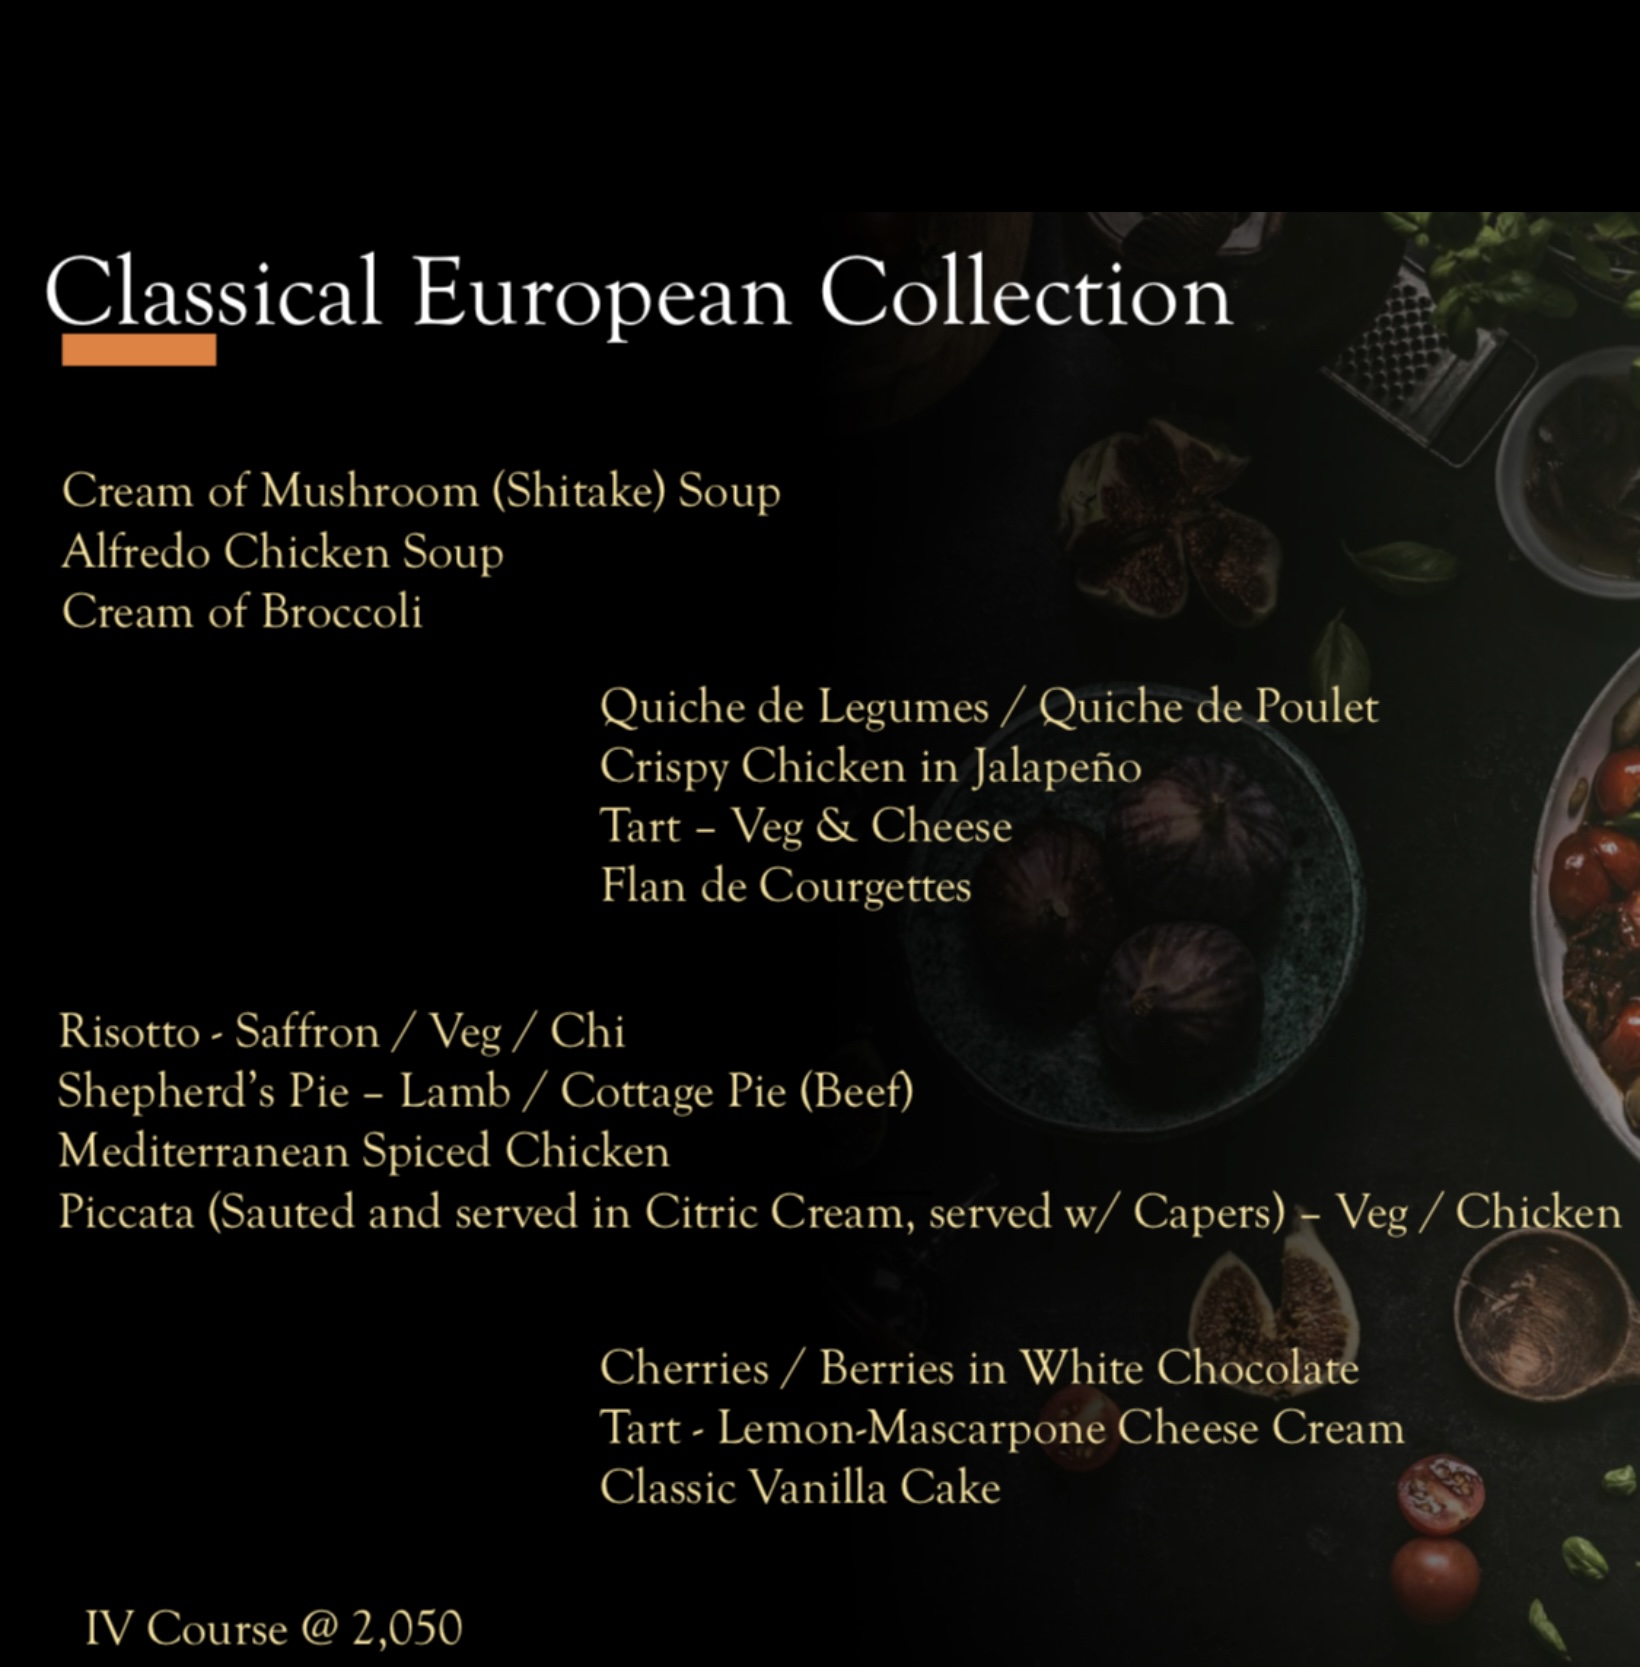 Classical European Collection
Cream of Mushroom (Shitake) Soup
Alfredo Chicken Soup
Cream of Broccoli
Quiche de Legumes / Quiche de Poulet
Crispy Chicken in Jalapeño
Tart – Veg & Cheese
Flan de Courgettes
Risotto - Saffron / Veg / Chi
Shepherd’s Pie – Lamb / Cottage Pie (Beef)
Mediterranean Spiced Chicken
Piccata (Sauted and served in Citric Cream, served w/ Capers) – Veg / Chicken
Cherries / Berries in White Chocolate
Tart - Lemon-Mascarpone Cheese Cream
Classic Vanilla Cake
IV Course @ 2,050